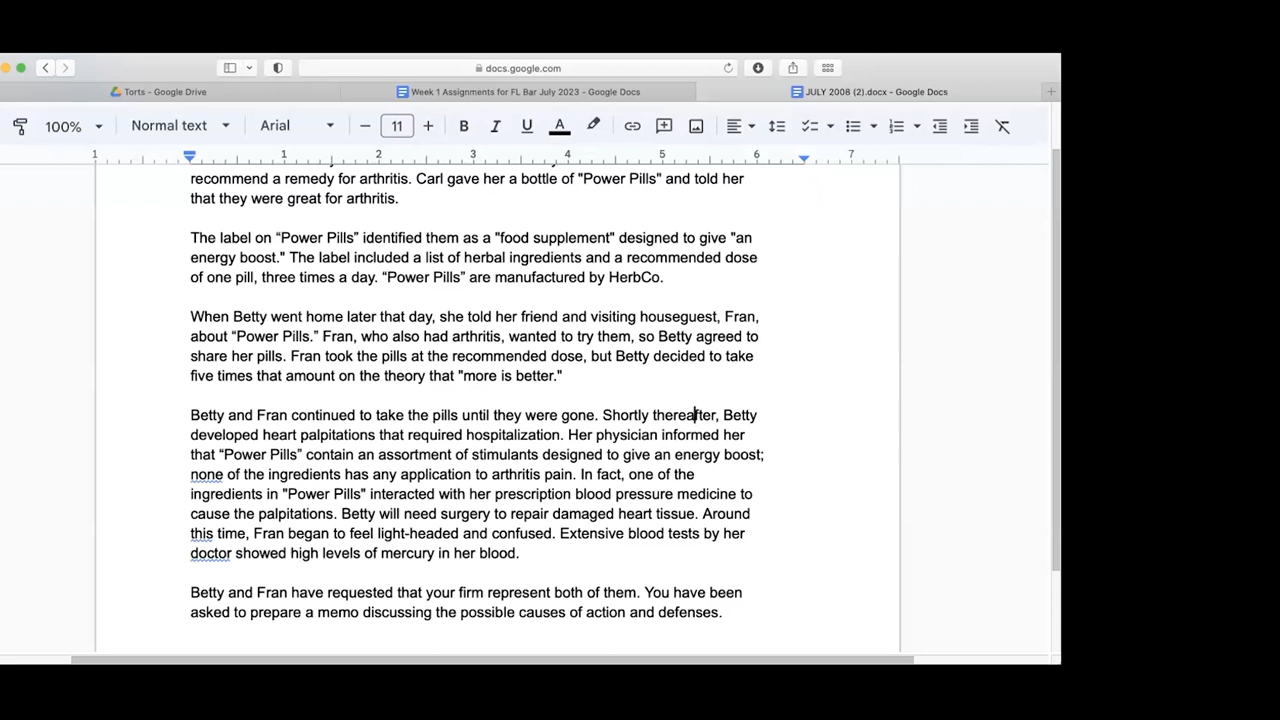 docs.google.com
Torts - Google Drive
Week 1 Assignments for FL Bar July 2023 - Google Docs
JULY 2008 (2).docx - Google Docs
100% Normal text Arial 11 B I U A
1 1 2 3 4 5 6 7
recommend a remedy for arthritis. Carl gave her a bottle of "Power Pills" and told her
that they were great for arthritis.
The label on “Power Pills” identified them as a "food supplement" designed to give "an
energy boost." The label included a list of herbal ingredients and a recommended dose
of one pill, three times a day. “Power Pills” are manufactured by HerbCo.
When Betty went home later that day, she told her friend and visiting houseguest, Fran,
about “Power Pills.” Fran, who also had arthritis, wanted to try them, so Betty agreed to
share her pills. Fran took the pills at the recommended dose, but Betty decided to take
five times that amount on the theory that "more is better."
Betty and Fran continued to take the pills until they were gone. Shortly thereafter, Betty
developed heart palpitations that required hospitalization. Her physician informed her
that “Power Pills” contain an assortment of stimulants designed to give an energy boost;
none of the ingredients has any application to arthritis pain. In fact, one of the
ingredients in "Power Pills" interacted with her prescription blood pressure medicine to
cause the palpitations. Betty will need surgery to repair damaged heart tissue. Around
this time, Fran began to feel light-headed and confused. Extensive blood tests by her
doctor showed high levels of mercury in her blood.
Betty and Fran have requested that your firm represent both of them. You have been
asked to prepare a memo discussing the possible causes of action and defenses.